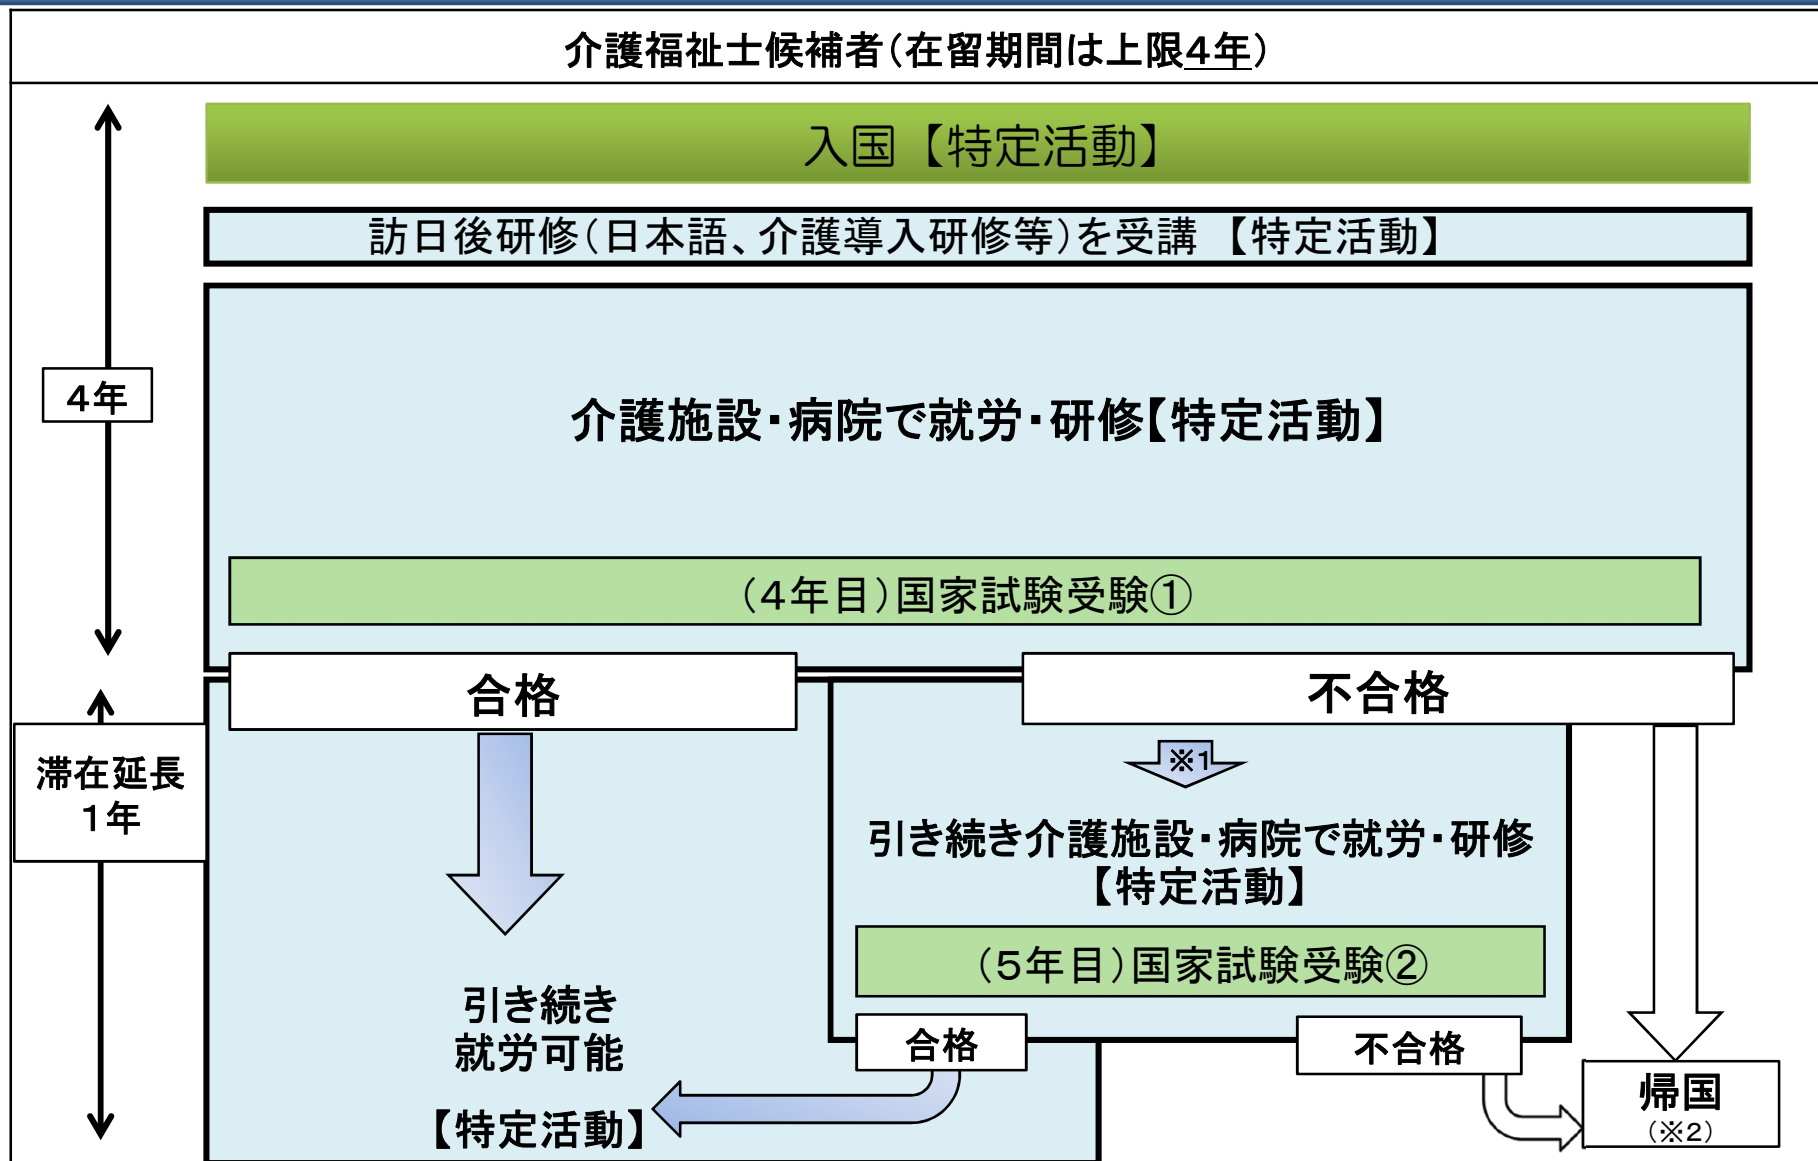 介護福祉士候補者(在留期間は上限4年)
入国【特定活動】
訪日後研修(日本語、介護導入研修等)を受講 【特定活動】
4年
介護施設・病院で就労・研修【特定活動】
(4年目)国家試験受験①
合格
不合格
滞在延長
1年
※1
引き続き介護施設・病院で就労・研修
【特定活動】
(5年目)国家試験受験②
引き続き
就労可能
【特定活動】
合格
不合格
帰国
(※2)